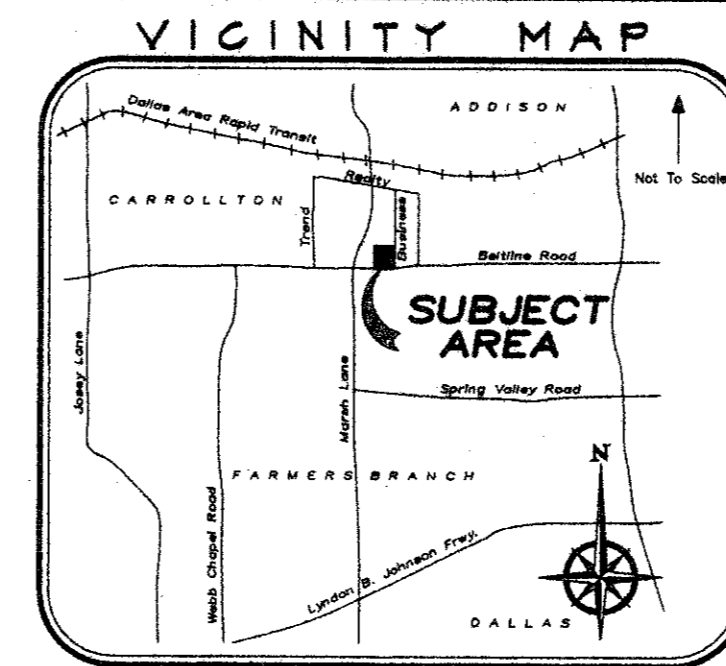 VICINITY MAP
Dallas Area Rapid Transit
ADDISON
Not To Scale
Realty
CARROLLTON
Trend
Business
Beltline Road
SUBJECT
AREA
Josey Lane
Marsh Lane
Spring Valley Road
N
FARMERS BRANCH
Webb Chapel Road
Lyndon B. Johnson Frwy.
DALLAS